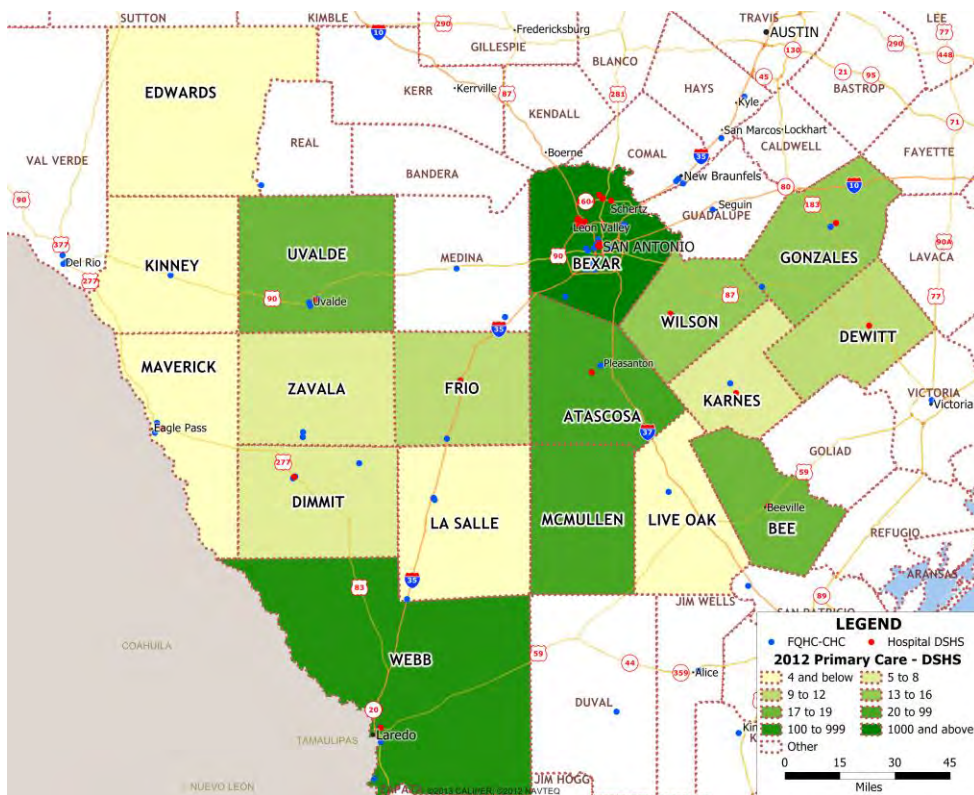 SUTTON
KIMBLE
TRAVIS
LEE
290
77
10
Fredericksburg
AUSTIN
GILLESPIE
290
448
BLANCO
130
EDWARDS
45
21
95
KERR
Kerrville
87
281
HAYS
BASTROP
KENDALL
Kyle
71
REAL
San Marcos
Lockhart
VAL VERDE
Boerne
COMAL
35
CALDWELL
FAYETTE
BANDERA
New Braunfels
80
10
90
604
Schertz
Seguin
183
GUADALUPE
Leon Valley
377
UVALDE
SAN ANTONIO
GONZALES
90A
Del Rio
KINNEY
MEDINA
90
BEXAR
LAVACA
277
90
Uvalde
87
77
35
WILSON
DEWITT
MAVERICK
Pleasanton
ZAVALA
FRIO
KARNES
VICTORIA
Victoria
ATASCOSA
Eagle Pass
37
GOLIAD
277
59
DIMMIT
Beeville
LA SALLE
MCMULLEN
LIVE OAK
BEE
REFUGIO
35
ARANSAS
83
JIM WELLS
89
SAN PATRICIO
COAHUILA
WEBB
59
44
359
Alice
DUVAL
20
Laredo
TAMAULIPAS
NUEVO LEON
JIM HOGG
©2013 CALIPER, ©2012 NAVTEQ
LEGEND
FQHC-CHC
Hospital DSHS
2012 Primary Care - DSHS
4 and below
5 to 8
9 to 12
13 to 16
17 to 19
20 to 99
100 to 999
1000 and above
Other
0 15 30 45
Miles